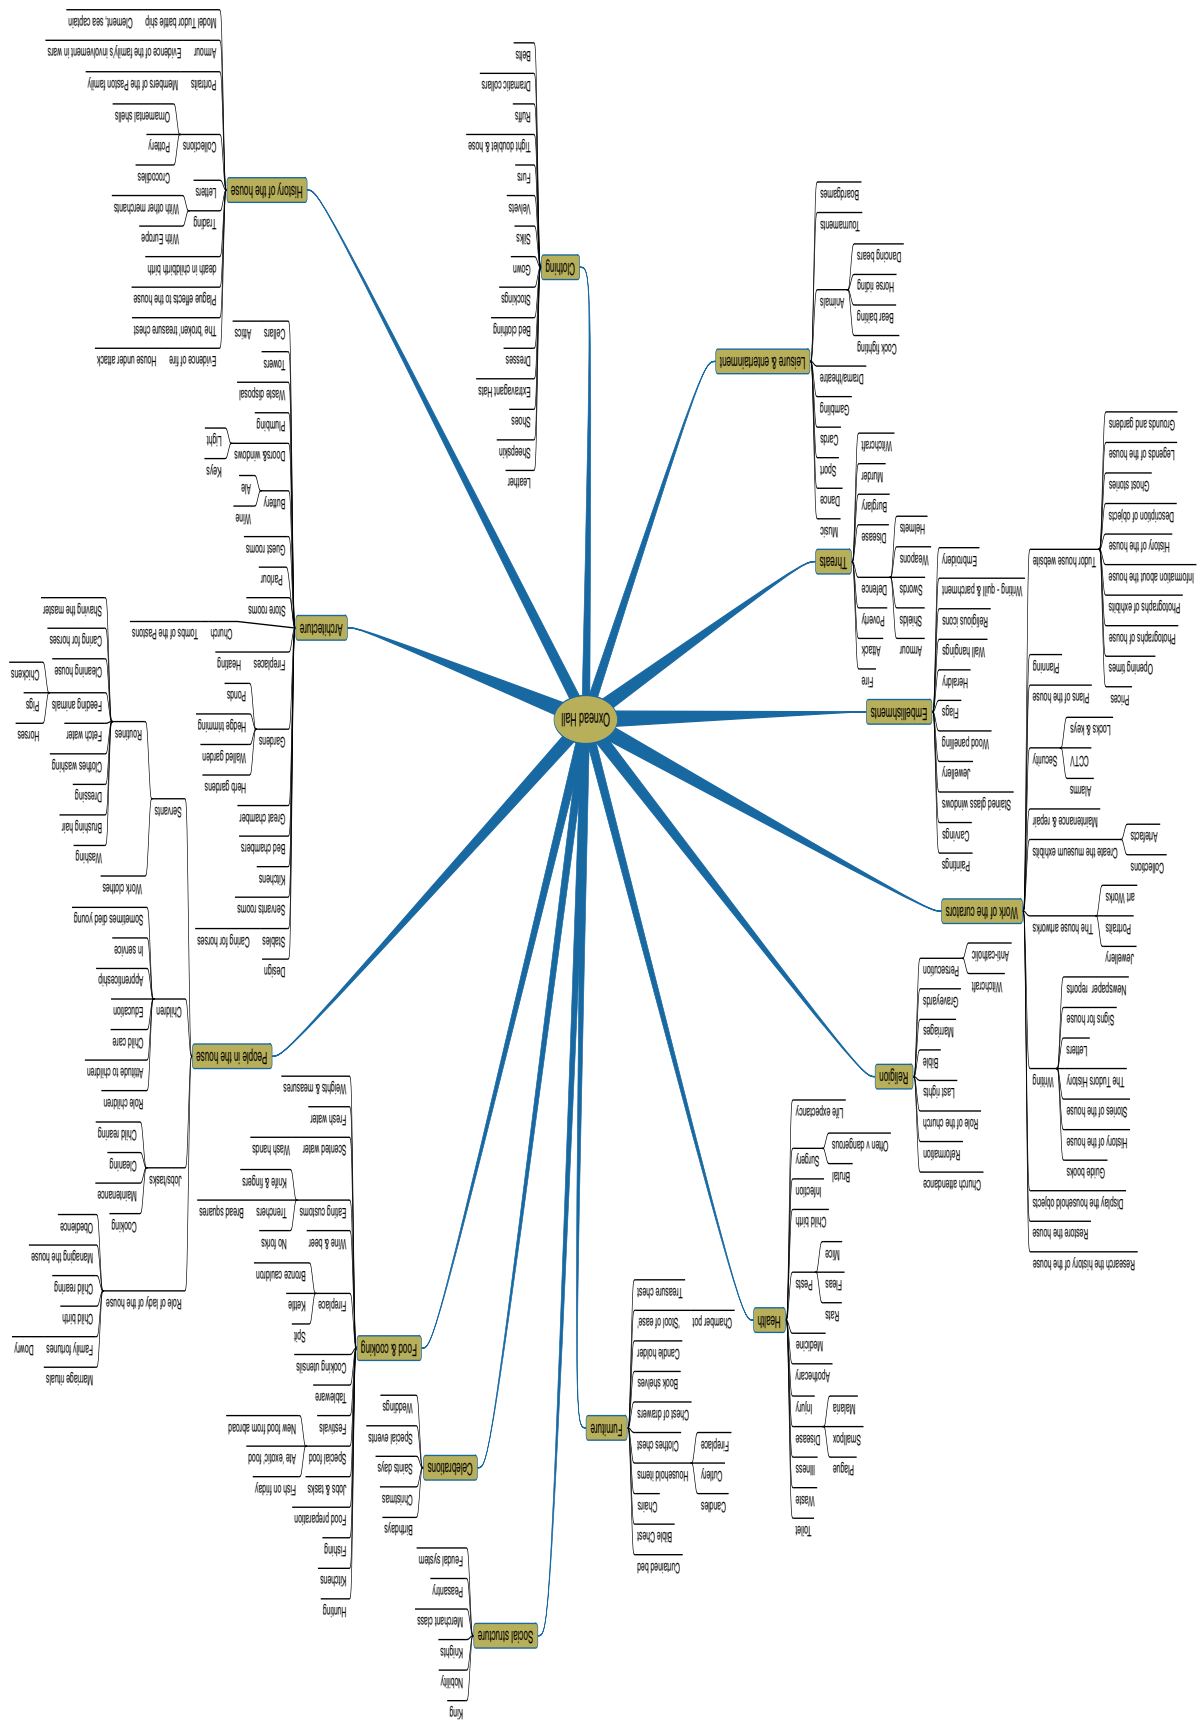 Oxnead Hall
Social structure
King
Nobility
Knights
Merchant class
Peasantry
Feudal system
Celebrations
Birthdays
Christmas
Saints days
Special events
Weddings
Food & cooking
Hunting
Kitchens
Fishing
Food preparation
Jobs & tasks
Special food
Fish on friday
Ate 'exotic' food
New food from abroad
Festivals
Tableware
Cooking utensils
Fireplace
Spit
Kettle
Bronze cauldron
Wine & beer
Eating customs
No forks
Trenchers
Bread squares
Knife & fingers
Scented water
Wash hands
Fresh water
Weights & measures
People in the house
Role of lady of the house
Marriage rituals
Family fortunes
Dowry
Child birth
Child rearing
Managing the house
Obedience
Jobs/tasks
Cooking
Maintenance
Cleaning
Child rearing
Children
Role children
Attitude to children
Child care
Education
Apprenticeship
In service
Sometimes died young
Servants
Work clothes
Routines
Washing
Brushing hair
Dressing
Clothes washing
Fetch water
Feeding animals
Horses
Pigs
Chickens
Cleaning house
Caring for horses
Shaving the master
Architecture
Design
Stables
Caring for horses
Servants rooms
Kitchens
Bed chambers
Great chamber
Gardens
Herb gardens
Walled garden
Hedge trimming
Ponds
Fireplaces
Heating
Church
Tombs of the Pastons
Store rooms
Parlour
Guest rooms
Buttery
Wine
Ale
Doors& windows
Keys
Light
Plumbing
Waste disposal
Towers
Cellars
Attics
History of the house
Evidence of fire
House under attack
The 'broken' treasure chest
Plague effects to the house
death in childbirth birth
Trading
With Europe
With other merchants
Letters
Collections
Crocodiles
Pottery
Ornamental shells
Portraits
Members of the Paston family
Armour
Evidence of the family's involvement in wars
Model Tudor battle ship
Clement, sea captain
Clothing
Leather
Sheepskin
Shoes
Extravagant Hats
Dresses
Bed clothing
Stockings
Gown
Silks
Velvets
Furs
Tight doublet & hose
Ruffs
Dramatic collars
Belts
Furniture
Curtained bed
Bible Chest
Chairs
Household items
Candles
Cutlery
Fireplace
Clothes chest
Chest of drawers
Book shelves
Candle holder
'Stool of ease'
Chamber pot
Treasure chest
Health
Toilet
Waste
Illness
Disease
Plague
Smallpox
Malaria
Injury
Apothecary
Medicine
Pests
Rats
Fleas
Mice
Child birth
Infection
Surgery
Brutal
Often v dangerous
Life expectancy
Religion
Church attendance
Reformation
Role of the church
Last rights
Bible
Marriages
Graveyards
Persecution
Witchcraft
Anti-catholic
Work of the curators
Research the history of the house
Restore the house
Display the household objects
Writing
Guide books
History of the house
Stories of the house
The Tudors History
Letters
Signs for house
Newspaper reports
The house artworks
Jewellery
Portraits
art Works
Create the museum exhibits
Collections
Artefacts
Maintenance & repair
Security
Alarms
CCTV
Locks & keys
Plans of the house
Planning
Tudor house website
Prices
Opening times
Photographs of house
Photographs of exhibits
Information about the house
History of the house
Description of objects
Ghost stories
Legends of the house
Grounds and gardens
Embellishments
Paintings
Carvings
Stained glass windows
Jewellery
Wood panelling
Flags
Heraldry
Wall hangings
Religious icons
Writing - quill & parchment
Embroidery
Threats
Fire
Attack
Poverty
Defence
Armour
Shields
Swords
Weapons
Helmets
Disease
Burglary
Murder
Witchcraft
Leisure & entertainment
Music
Dance
Sport
Cards
Gambling
Drama/theatre
Animals
Cock fighting
Bear baiting
Horse riding
Dancing bears
Tournaments
Boardgames